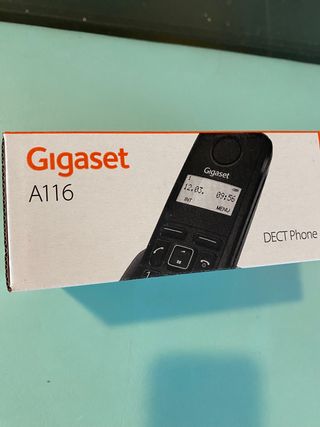 Gigaset
A116
Gigaset
1
12.03. 09:56
INT MENU
DECT Phone